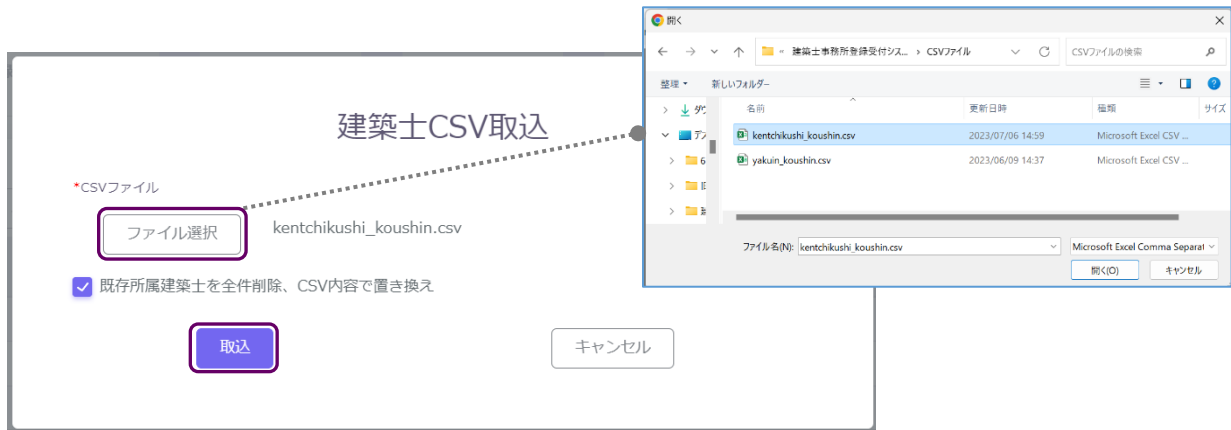 建築士CSV取込
*CSVファイル
ファイル選択
kentchikushi_koushin.csv
既存所属建築士を全件削除、CSV内容で置き換え
取込
キャンセル
開く
建築士事務所登録受付シス... › CSVファイル
CSVファイルの検索
整理
新しいフォルダー
名前 更新日時 種類 サイズ
kentchikushi_koushin.csv 2023/07/06 14:59 Microsoft Excel CSV ...
yakuin_koushin.csv 2023/06/09 14:37 Microsoft Excel CSV ...
ファイル名(N): kentchikushi_koushin.csv
Microsoft Excel Comma Separat
開く(O)
キャンセル